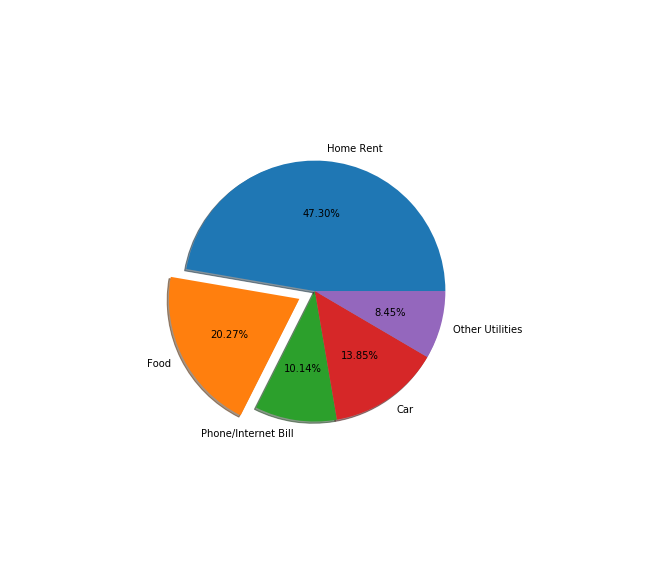 Home Rent
47.30%
8.45%
20.27%
Other Utilities
13.85%
Food
10.14%
Car
Phone/Internet Bill